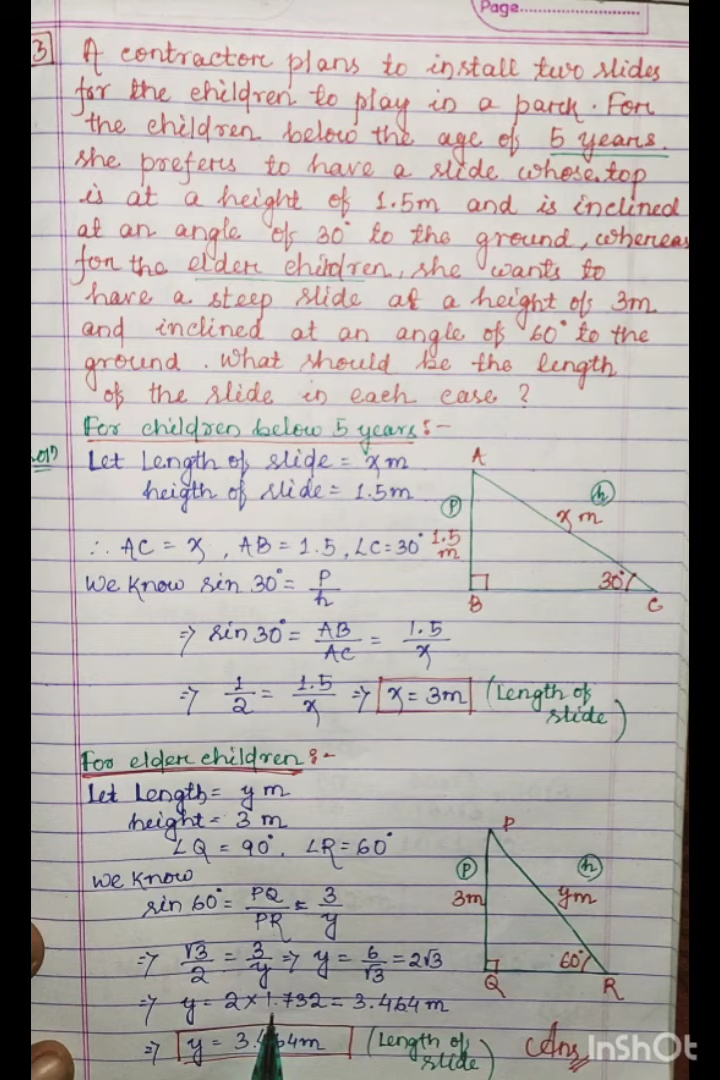 Page..............................
3 A contractor plans to install two slides
for the children to play in a park. For
the children below the age of 5 years.
she prefers to have a slide whose top
is at a height of 1.5m and is inclined
at an angle of 30° to the ground, whereas
for the elder children, she wants to
have a steep slide at a height of 3m
and inclined at an angle of 60° to the
ground. What should be the length
of the slide in each case ?
For children below 5 years :-
Let Length of slide = x m
heigth of slide = 1.5m
∴ AC = x , AB = 1.5, ∠C = 30°
We know sin 30° = P/h
⇒ sin 30° = AB/AC = 1.5/x
⇒ 1/2 = 1.5/x ⇒ x = 3m (Length of slide)
A
P
h
x m
1.5 m
30°
B
C
For elder children :-
Let Length = y m
height = 3 m
∠Q = 90°. ∠R = 60°
we know
sin 60° = PQ/PR = 3/y
⇒ √3/2 = 3/y ⇒ y = 6/√3 = 2√3
⇒ y = 2 × 1.732 = 3.464 m
⇒ y = 3.464m (Length of slide) Ans
P
P
h
3m
ym
60°
Q
R
InShOt